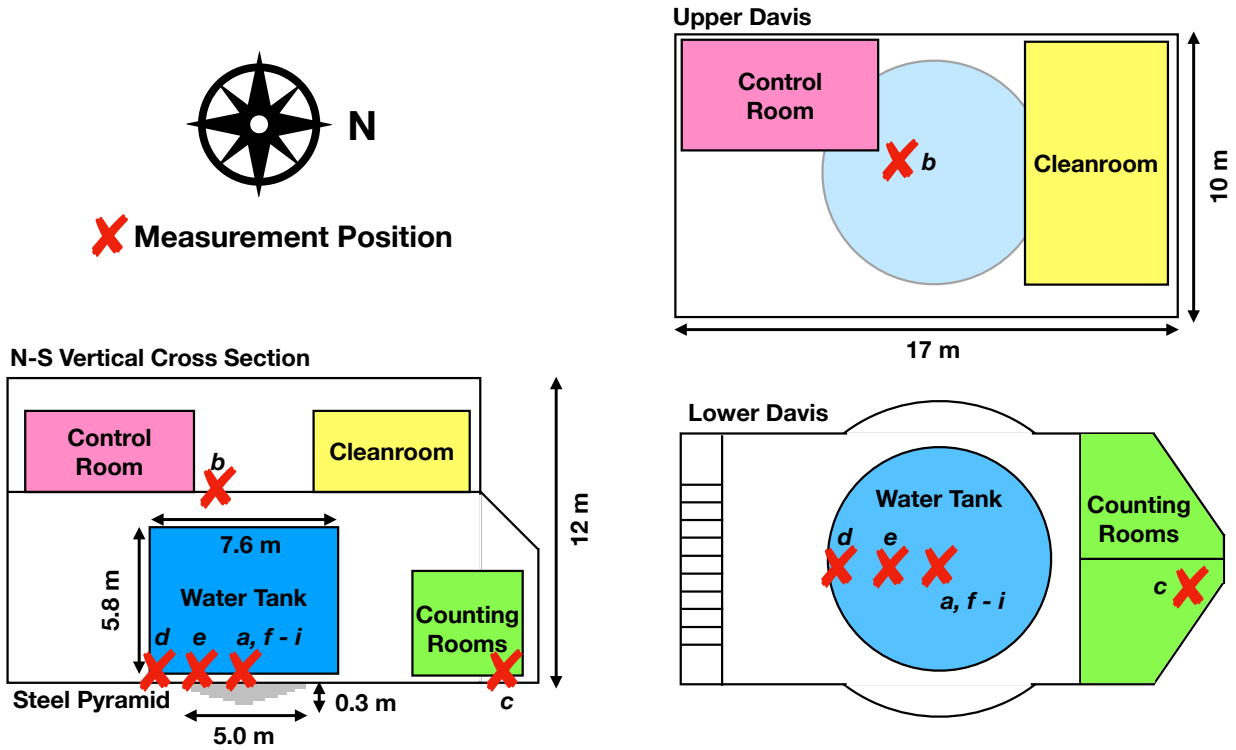 N
Measurement Position
Upper Davis
Control
Room
b
Cleanroom
10 m
17 m
N-S Vertical Cross Section
Control
Room
b
Cleanroom
12 m
7.6 m
5.8 m
Water Tank
d
e
a, f - i
Counting
Rooms
c
Steel Pyramid
0.3 m
5.0 m
Lower Davis
Water Tank
d
e
a, f - i
Counting
Rooms
c